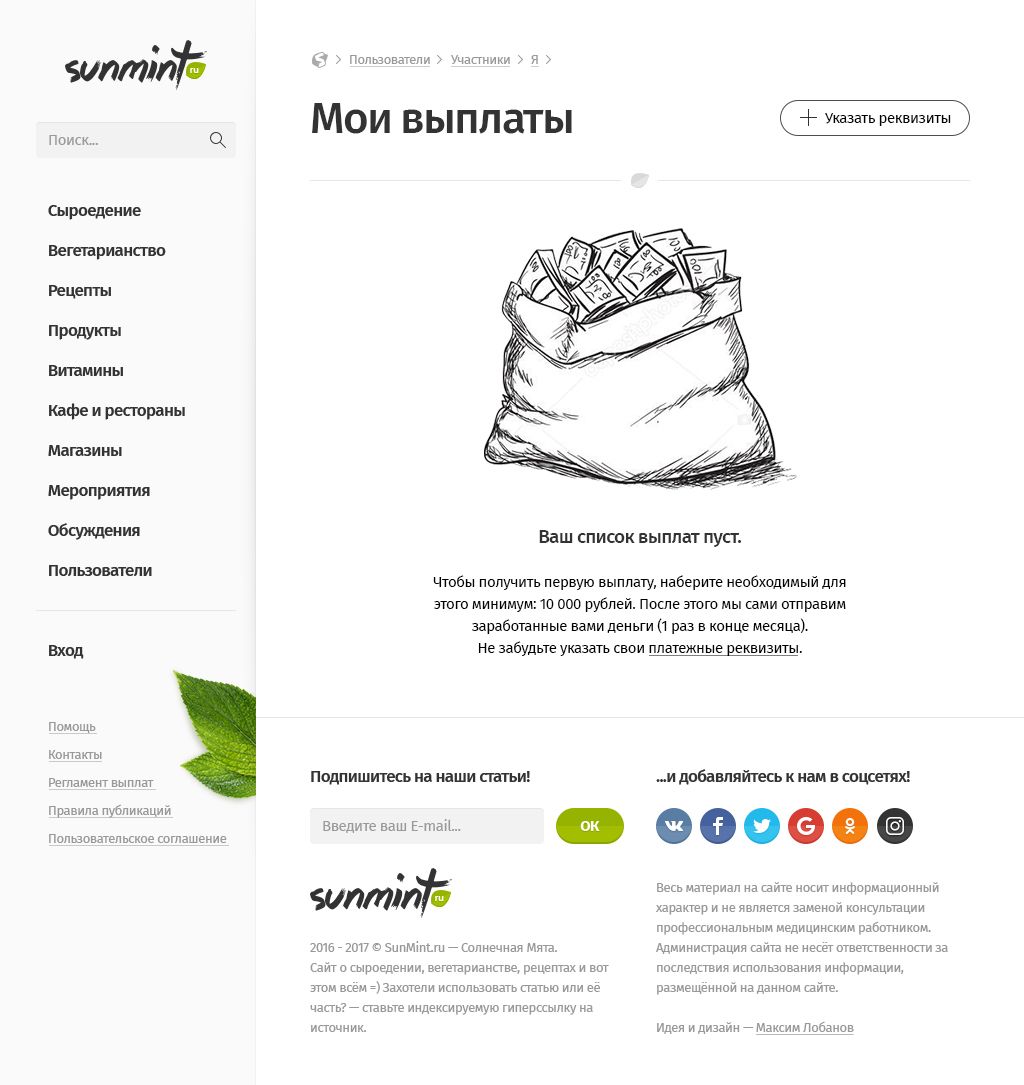 sunmint ru
Поиск...
Сыроедение
Вегетарианство
Рецепты
Продукты
Витамины
Кафе и рестораны
Магазины
Мероприятия
Обсуждения
Пользователи
Вход
Помощь
Контакты
Регламент выплат
Правила публикаций
Пользовательское соглашение
Пользователи Участники Я
Мои выплаты
Указать реквизиты
Ваш список выплат пуст.
Чтобы получить первую выплату, наберите необходимый для
этого минимум: 10 000 рублей. После этого мы сами отправим
заработанные вами деньги (1 раз в конце месяца).
Не забудьте указать свои платежные реквизиты.
Подпишитесь на наши статьи!
Введите ваш E-mail...
ОК
sunmint ru
2016 - 2017 © SunMint.ru — Солнечная Мята.
Сайт о сыроедении, вегетарианстве, рецептах и вот
этом всём =) Захотели использовать статью или её
часть? — ставьте индексируемую гиперссылку на
источник.
...и добавляйтесь к нам в соцсетях!
Весь материал на сайте носит информационный
характер и не является заменой консультации
профессиональным медицинским работником.
Администрация сайта не несёт ответственности за
последствия использования информации,
размещённой на данном сайте.
Идея и дизайн — Максим Лобанов